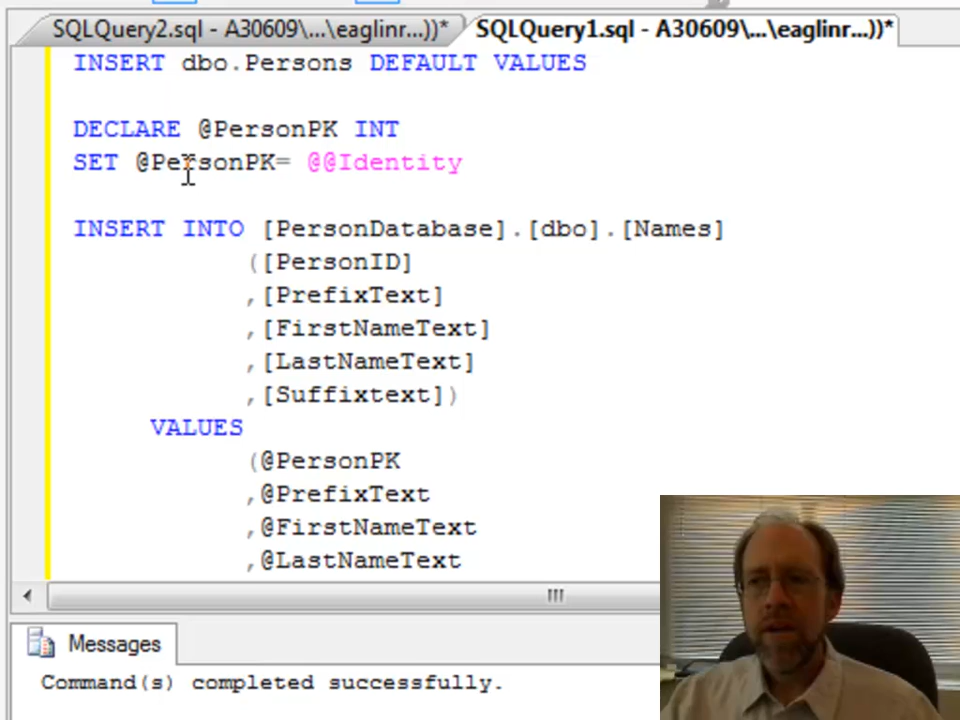 SQLQuery2.sql - A30609\...\eaglinr...))* SQLQuery1.sql - A30609\...\eaglinr...))*
INSERT dbo.Persons DEFAULT VALUES
DECLARE @PersonPK INT
SET @PersonPK= @@Identity
INSERT INTO [PersonDatabase].[dbo].[Names]
([PersonID]
,[PrefixText]
,[FirstNameText]
,[LastNameText]
,[Suffixtext])
VALUES
(@PersonPK
,@PrefixText
,@FirstNameText
,@LastNameText
Messages
Command(s) completed successfully.